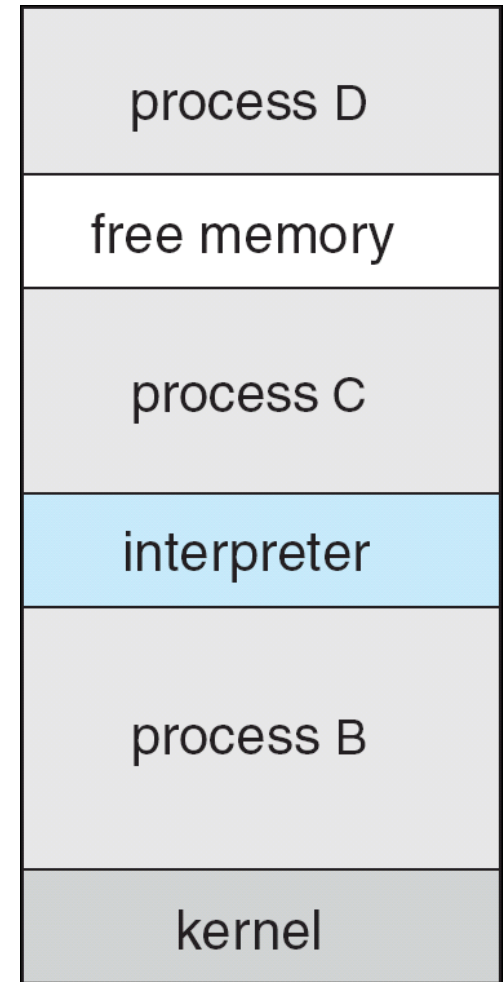 process D
free memory
process C
interpreter
process B
kernel